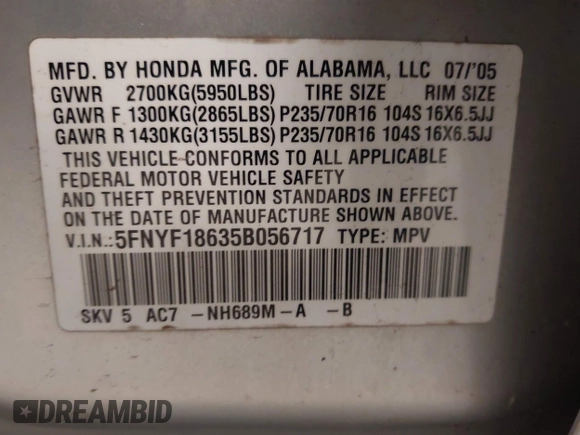 MFD. BY HONDA MFG. OF ALABAMA, LLC 07/'05
GVWR 2700KG(5950LBS) TIRE SIZE RIM SIZE
GAWR F 1300KG(2865LBS) P235/70R16 104S 16X6.5JJ
GAWR R 1430KG(3155LBS) P235/70R16 104S 16X6.5JJ
THIS VEHICLE CONFORMS TO ALL APPLICABLE
FEDERAL MOTOR VEHICLE SAFETY
AND THEFT PREVENTION STANDARDS IN EFFECT
ON THE DATE OF MANUFACTURE SHOWN ABOVE.
V.I.N.:5FNYF18635B056717 TYPE: MPV
SKV 5 AC7 -NH689M-A -B
DREAMBID